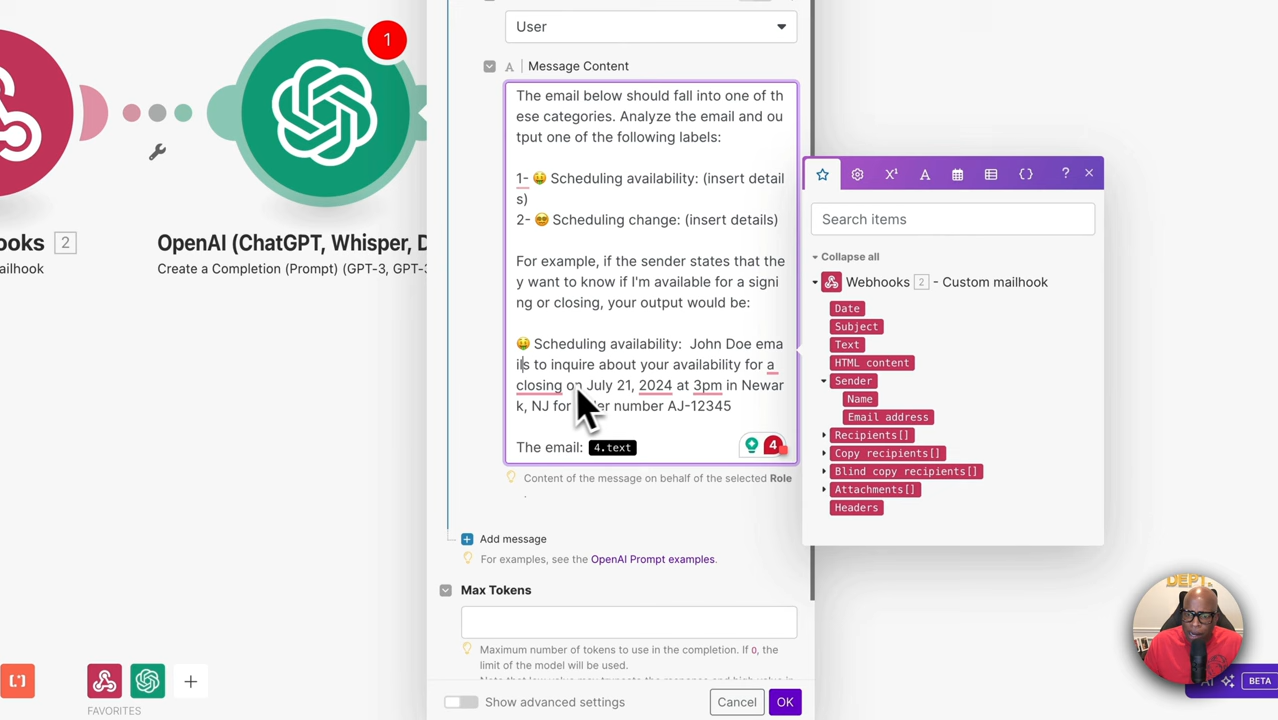 1
ooks 2
ailhook
OpenAI (ChatGPT, Whisper, D
Create a Completion (Prompt) (GPT-3, GPT-
User
A | Message Content
The email below should fall into one of th
ese categories. Analyze the email and ou
tput one of the following labels:
1- 🤑 Scheduling availability: (insert detail
s)
2- 😵‍💫 Scheduling change: (insert details)
For example, if the sender states that the
y want to know if I'm available for a signi
ng or closing, your output would be:
🤑 Scheduling availability:  John Doe ema
ils to inquire about your availability for a
closing on July 21, 2024 at 3pm in Newar
k, NJ for number AJ-12345
The email: 4.text
4
Content of the message on behalf of the selected Role
.
Add message
For examples, see the OpenAI Prompt examples.
Max Tokens
Maximum number of tokens to use in the completion. If 0, the
limit of the model will be used.
Show advanced settings
Cancel
OK
Search items
Collapse all
Webhooks 2 - Custom mailhook
Date
Subject
Text
HTML content
Sender
Name
Email address
Recipients[]
Copy recipients[]
Blind copy recipients[]
Attachments[]
Headers
FAVORITES
DEPT.
AI
BETA